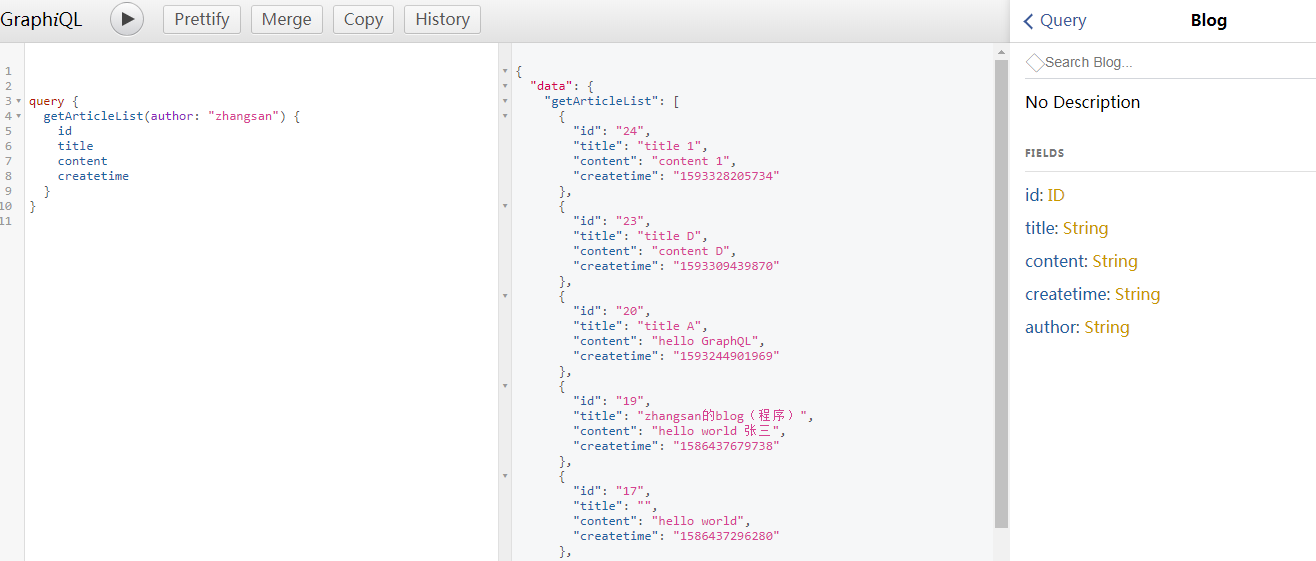 GraphiQL
Prettify
Merge
Copy
History
1
2
3
query {
4
getArticleList(author: "zhangsan") {
5
id
6
title
7
content
8
createtime
9
}
10
}
11
{
"data": {
"getArticleList": [
{
"id": "24",
"title": "title 1",
"content": "content 1",
"createtime": "1593328205734"
},
{
"id": "23",
"title": "title D",
"content": "content D",
"createtime": "1593309439870"
},
{
"id": "20",
"title": "title A",
"content": "hello GraphQL",
"createtime": "1593244901969"
},
{
"id": "19",
"title": "zhangsan的blog（程序）",
"content": "hello world 张三",
"createtime": "1586437679738"
},
{
"id": "17",
"title": "",
"content": "hello world",
"createtime": "1586437296280"
},
Query
Blog
Search Blog...
No Description
FIELDS
id: ID
title: String
content: String
createtime: String
author: String